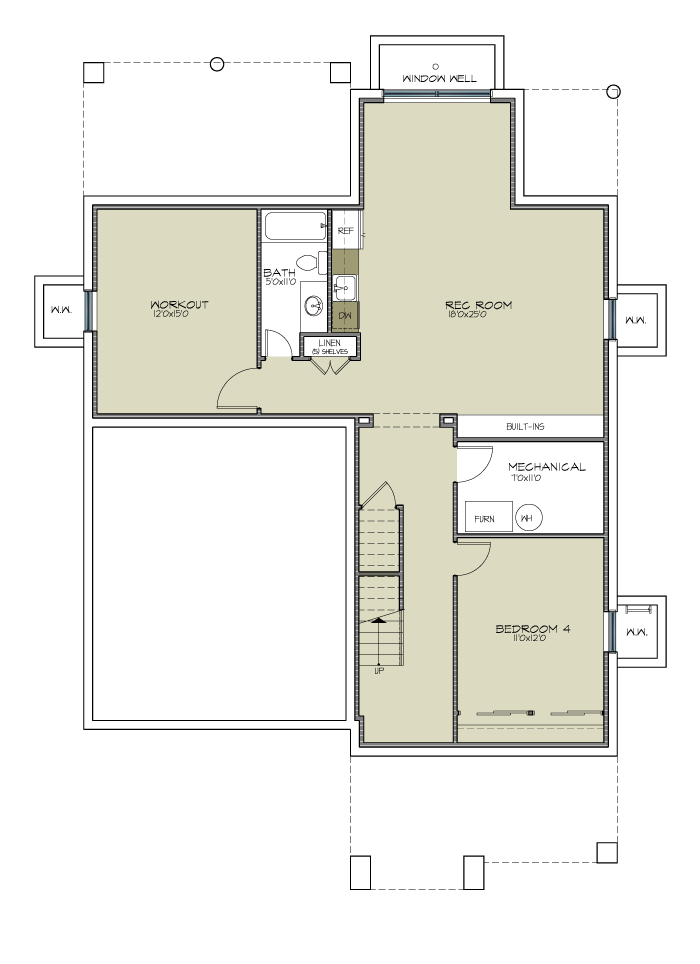 WINDOW WELL
REF
BATH
5'0x11'0
WORKOUT
12'0x15'0
REC ROOM
18'0x25'0
W.W.
W.W.
DW
LINEN
(5) SHELVES
BUILT-INS
MECHANICAL
7'0x11'0
FURN
WH
BEDROOM 4
11'0x12'0
W.W.
UP